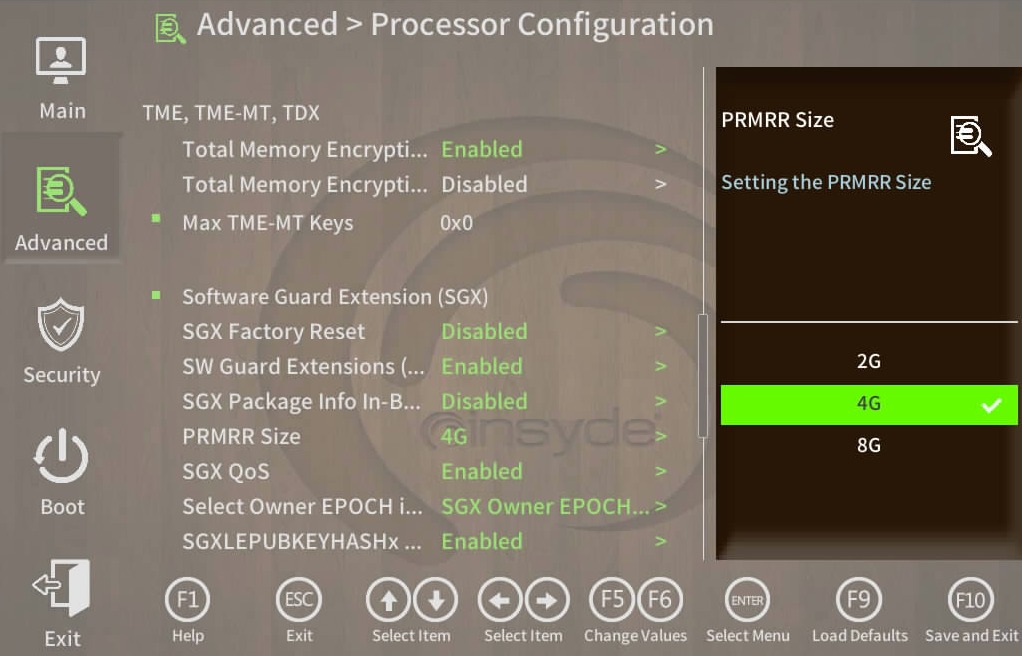 Advanced > Processor Configuration
Main
Advanced
Security
Boot
Exit
TME, TME-MT, TDX
Total Memory Encrypti... Enabled >
Total Memory Encrypti... Disabled >
Max TME-MT Keys 0x0
Software Guard Extension (SGX)
SGX Factory Reset Disabled >
SW Guard Extensions (... Enabled >
SGX Package Info In-B... Disabled >
PRMRR Size 4G >
SGX QoS Enabled >
Select Owner EPOCH i... SGX Owner EPOCH... >
SGXLEPUBKEYHASHx ... Enabled >
insyde
PRMRR Size
Setting the PRMRR Size
2G
4G
8G
F1 ESC F5 F6 ENTER F9 F10
Help Exit Select Item Select Item Change Values Select Menu Load Defaults Save and Exit